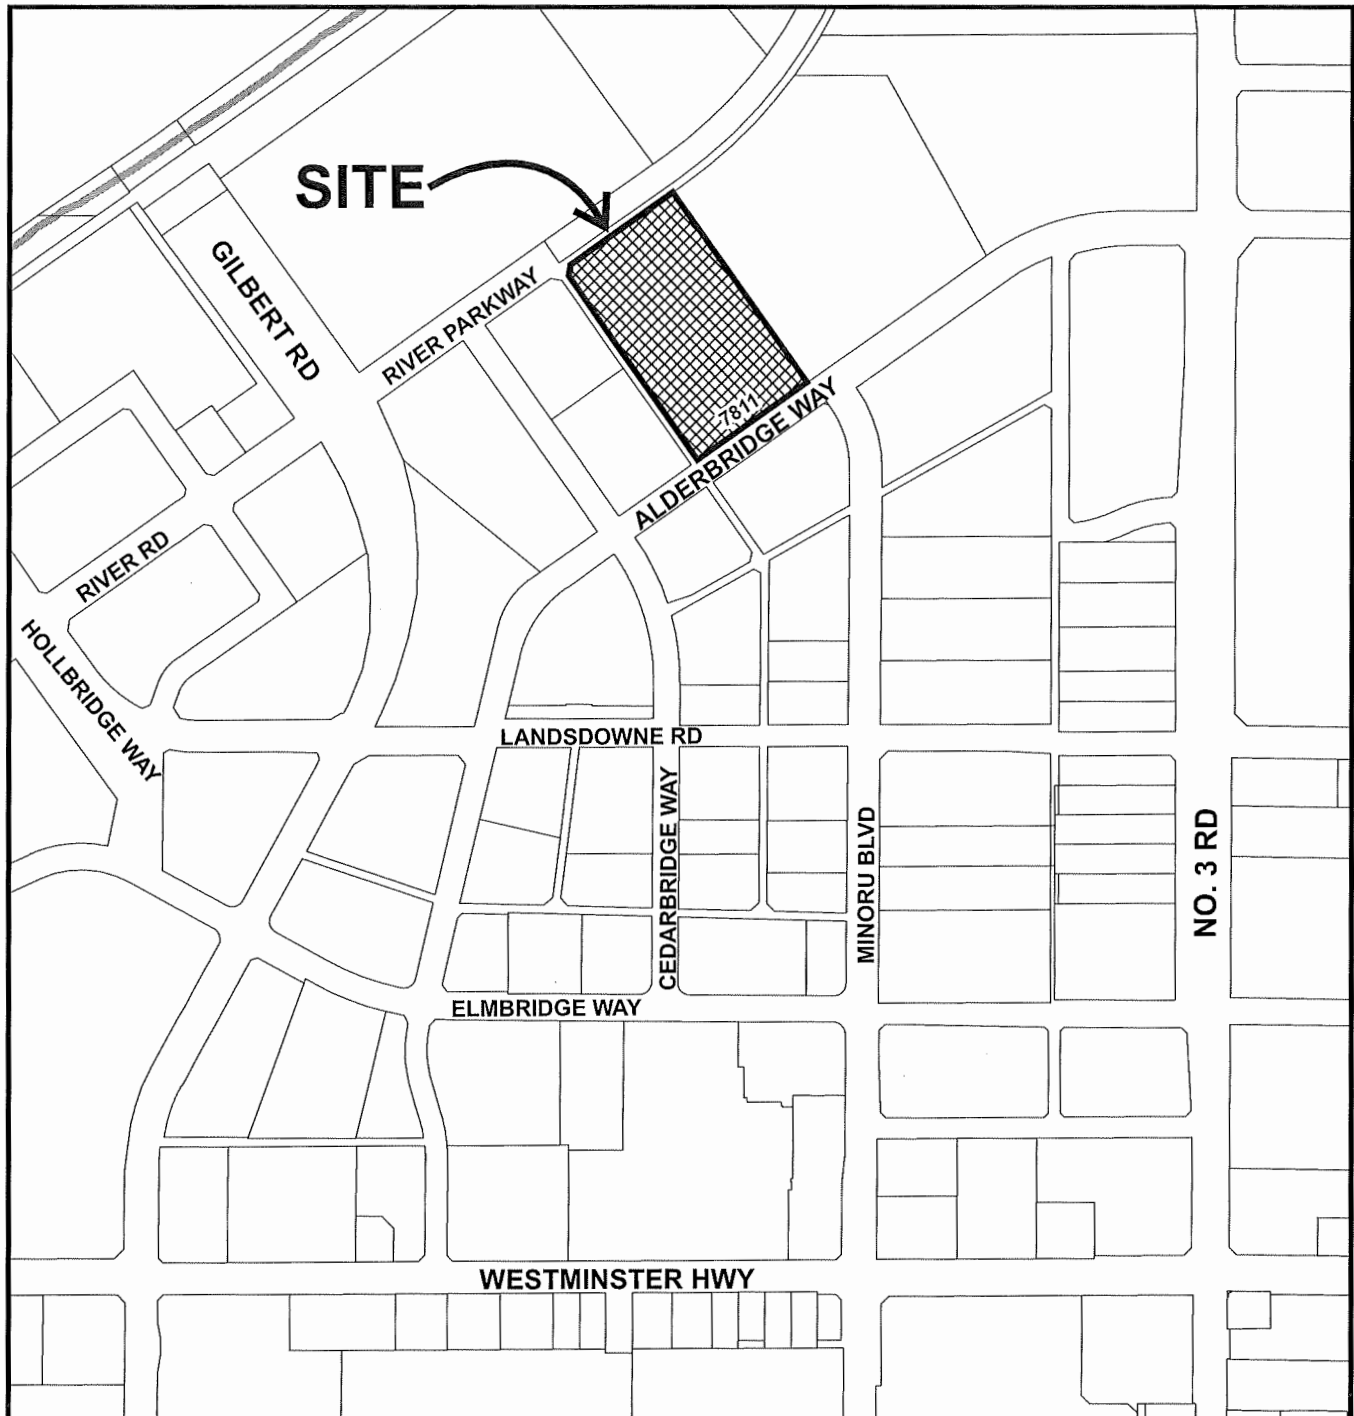 SITE
GILBERT RD
RIVER PARKWAY
7811
ALDERBRIDGE WAY
RIVER RD
HOLLBRIDGE WAY
LANDSDOWNE RD
CEDARBRIDGE WAY
MINORU BLVD
NO. 3 RD
ELMBRIDGE WAY
WESTMINSTER HWY